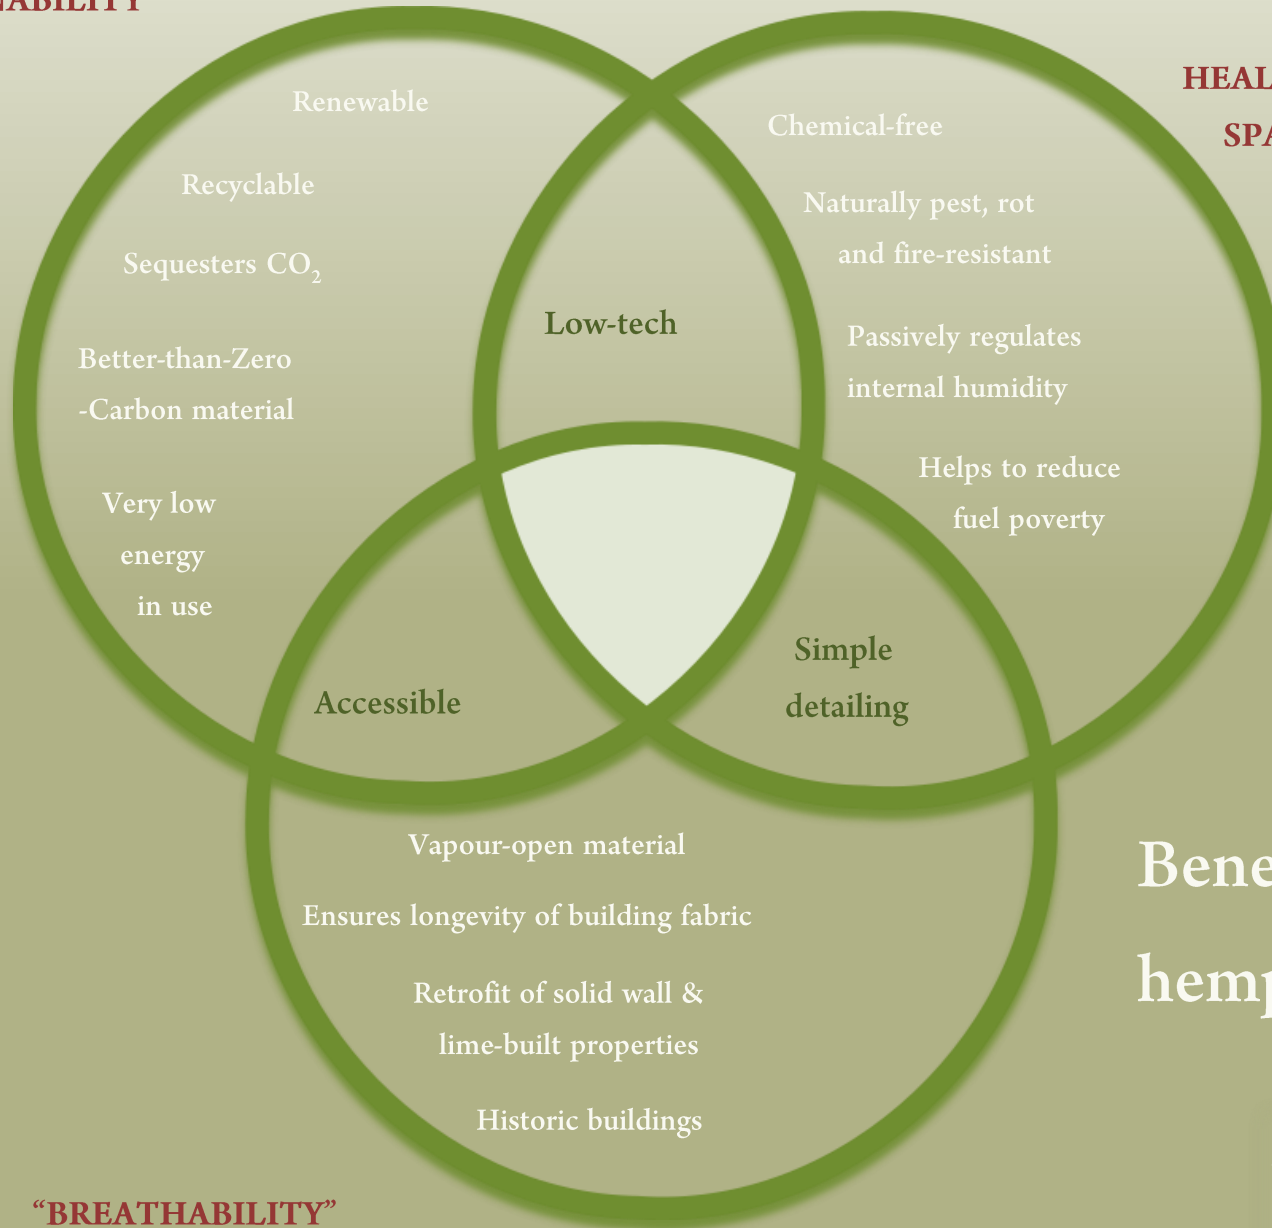 Renewable
Recyclable
Sequesters CO₂
Better-than-Zero
-Carbon material
Very low
energy
in use
Low-tech
Chemical-free
Naturally pest, rot
and fire-resistant
Passively regulates
internal humidity
Helps to reduce
fuel poverty
Accessible
Simple
detailing
Vapour-open material
Ensures longevity of building fabric
Retrofit of solid wall &
lime-built properties
Historic buildings
“BREATHABILITY”